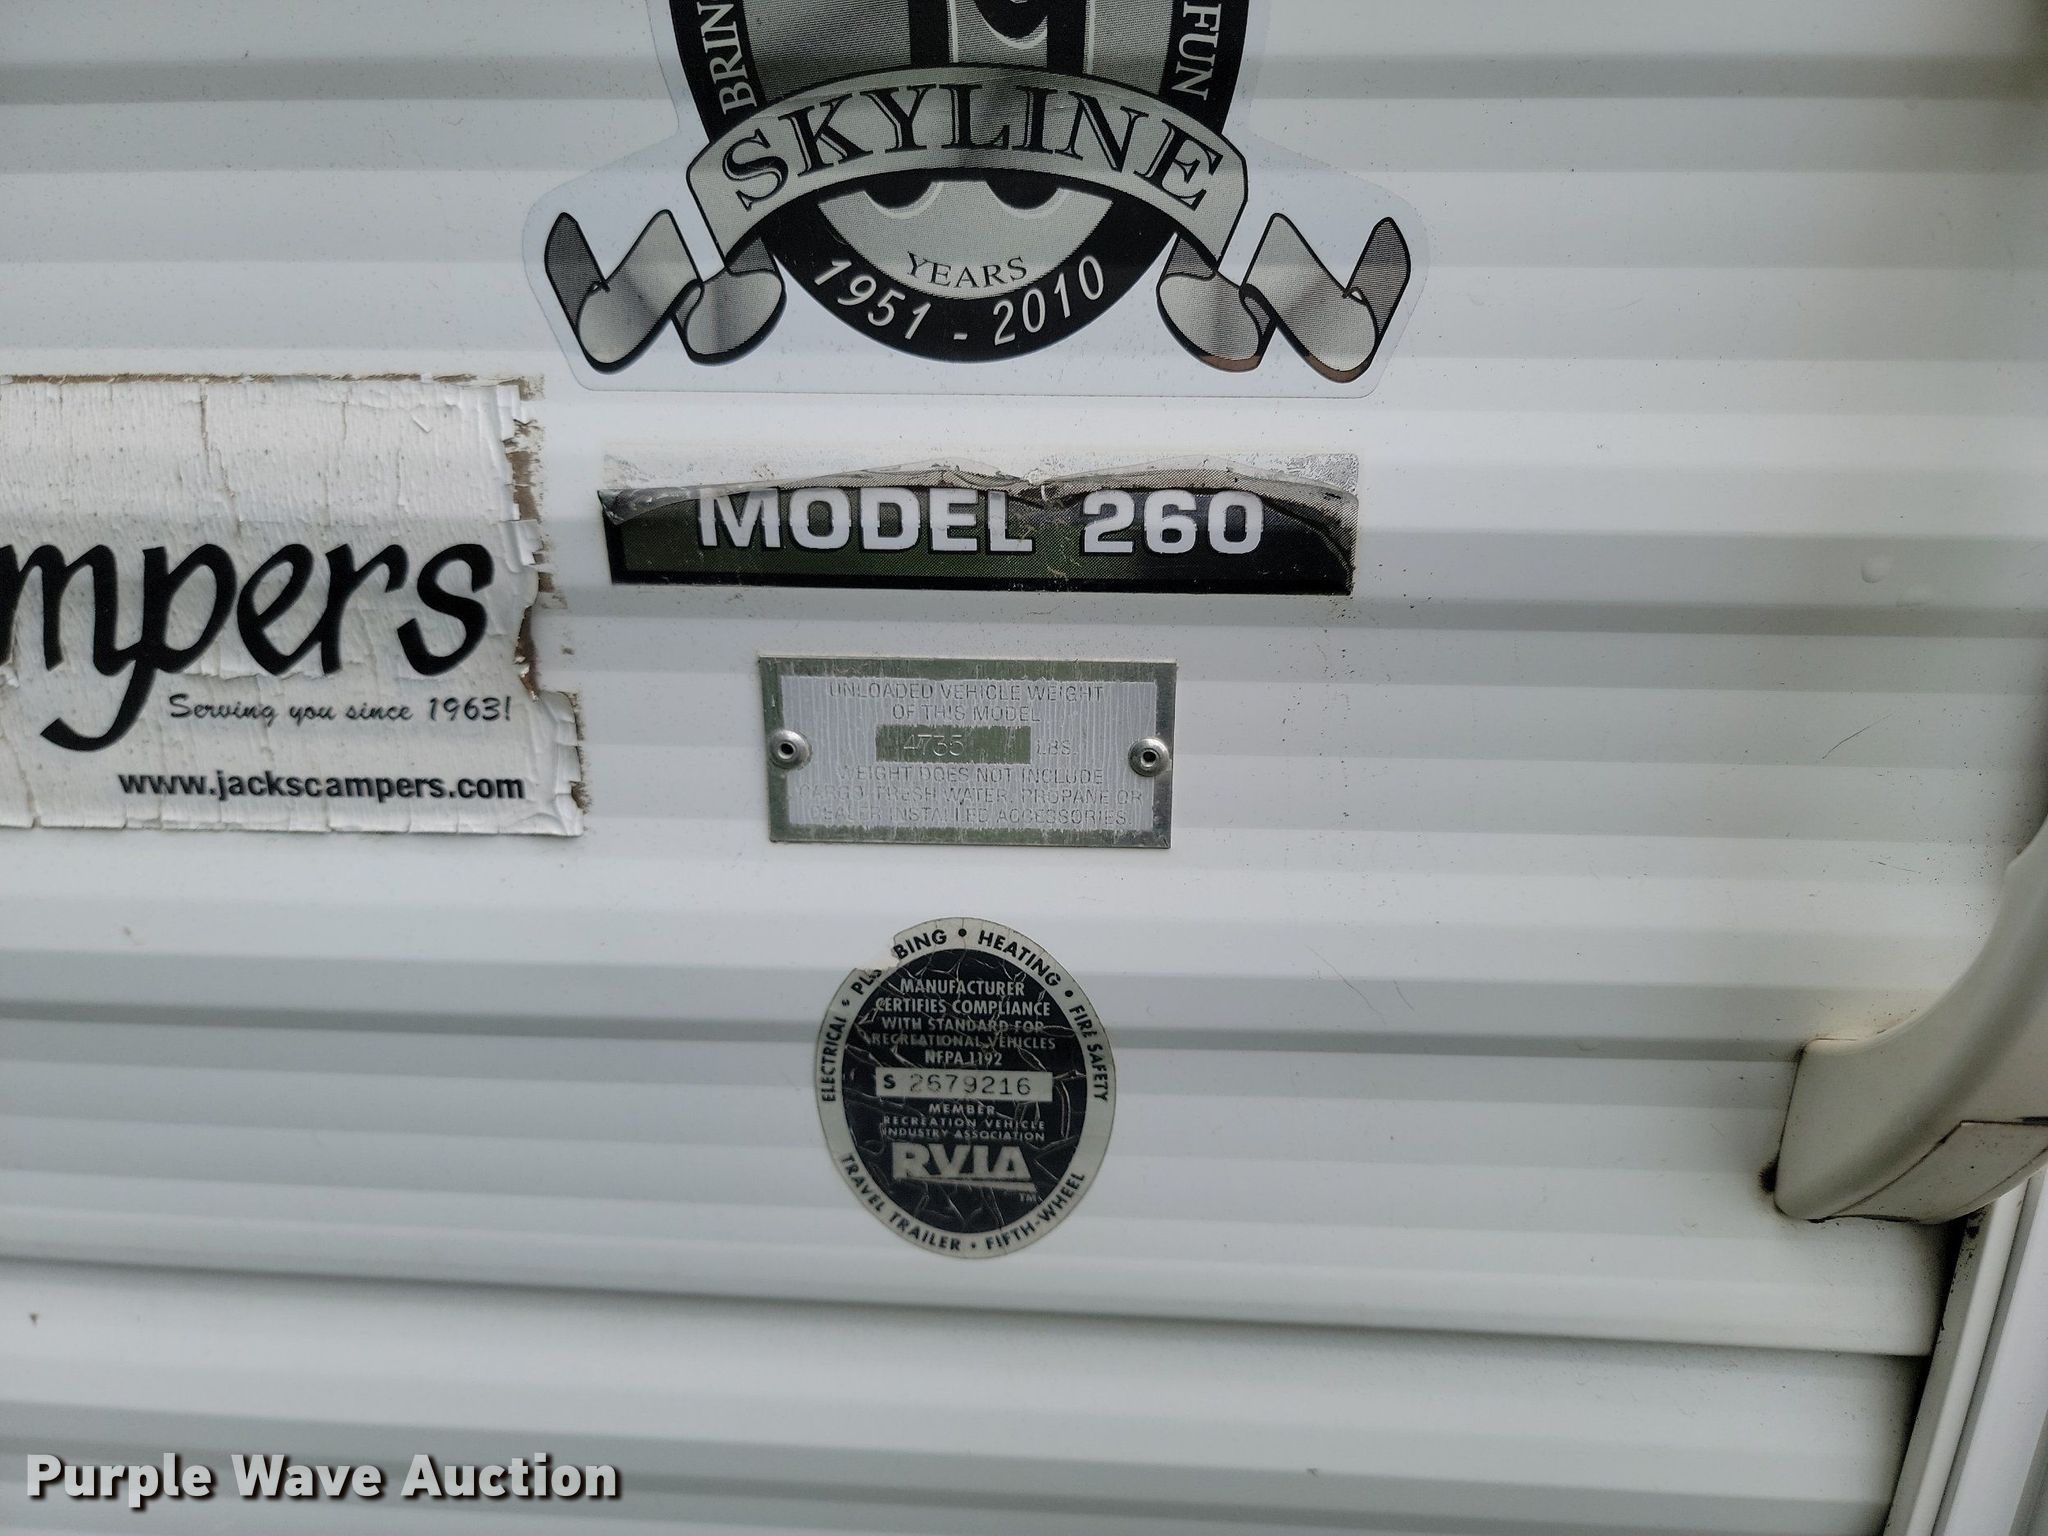 BRIN
FUN
SKYLINE
YEARS
1951 - 2010
MODEL 260
mpers
Serving you since 1963!
www.jackscampers.com
UNLOADED VEHICLE WEIGHT
OF THIS MODEL
4735 LBS.
WEIGHT DOES NOT INCLUDE
CARGO, FRESH WATER, PROPANE OR
DEALER INSTALLED ACCESSORIES.
ELECTRICAL • PLUMBING • HEATING • FIRE SAFETY
MANUFACTURER
CERTIFIES COMPLIANCE
WITH STANDARD FOR
RECREATIONAL VEHICLES
NFPA 1192
S 2679216
MEMBER
RECREATION VEHICLE
INDUSTRY ASSOCIATION
RVIA
TM
TRAVEL TRAILER • FIFTH-WHEEL
Purple Wave Auction